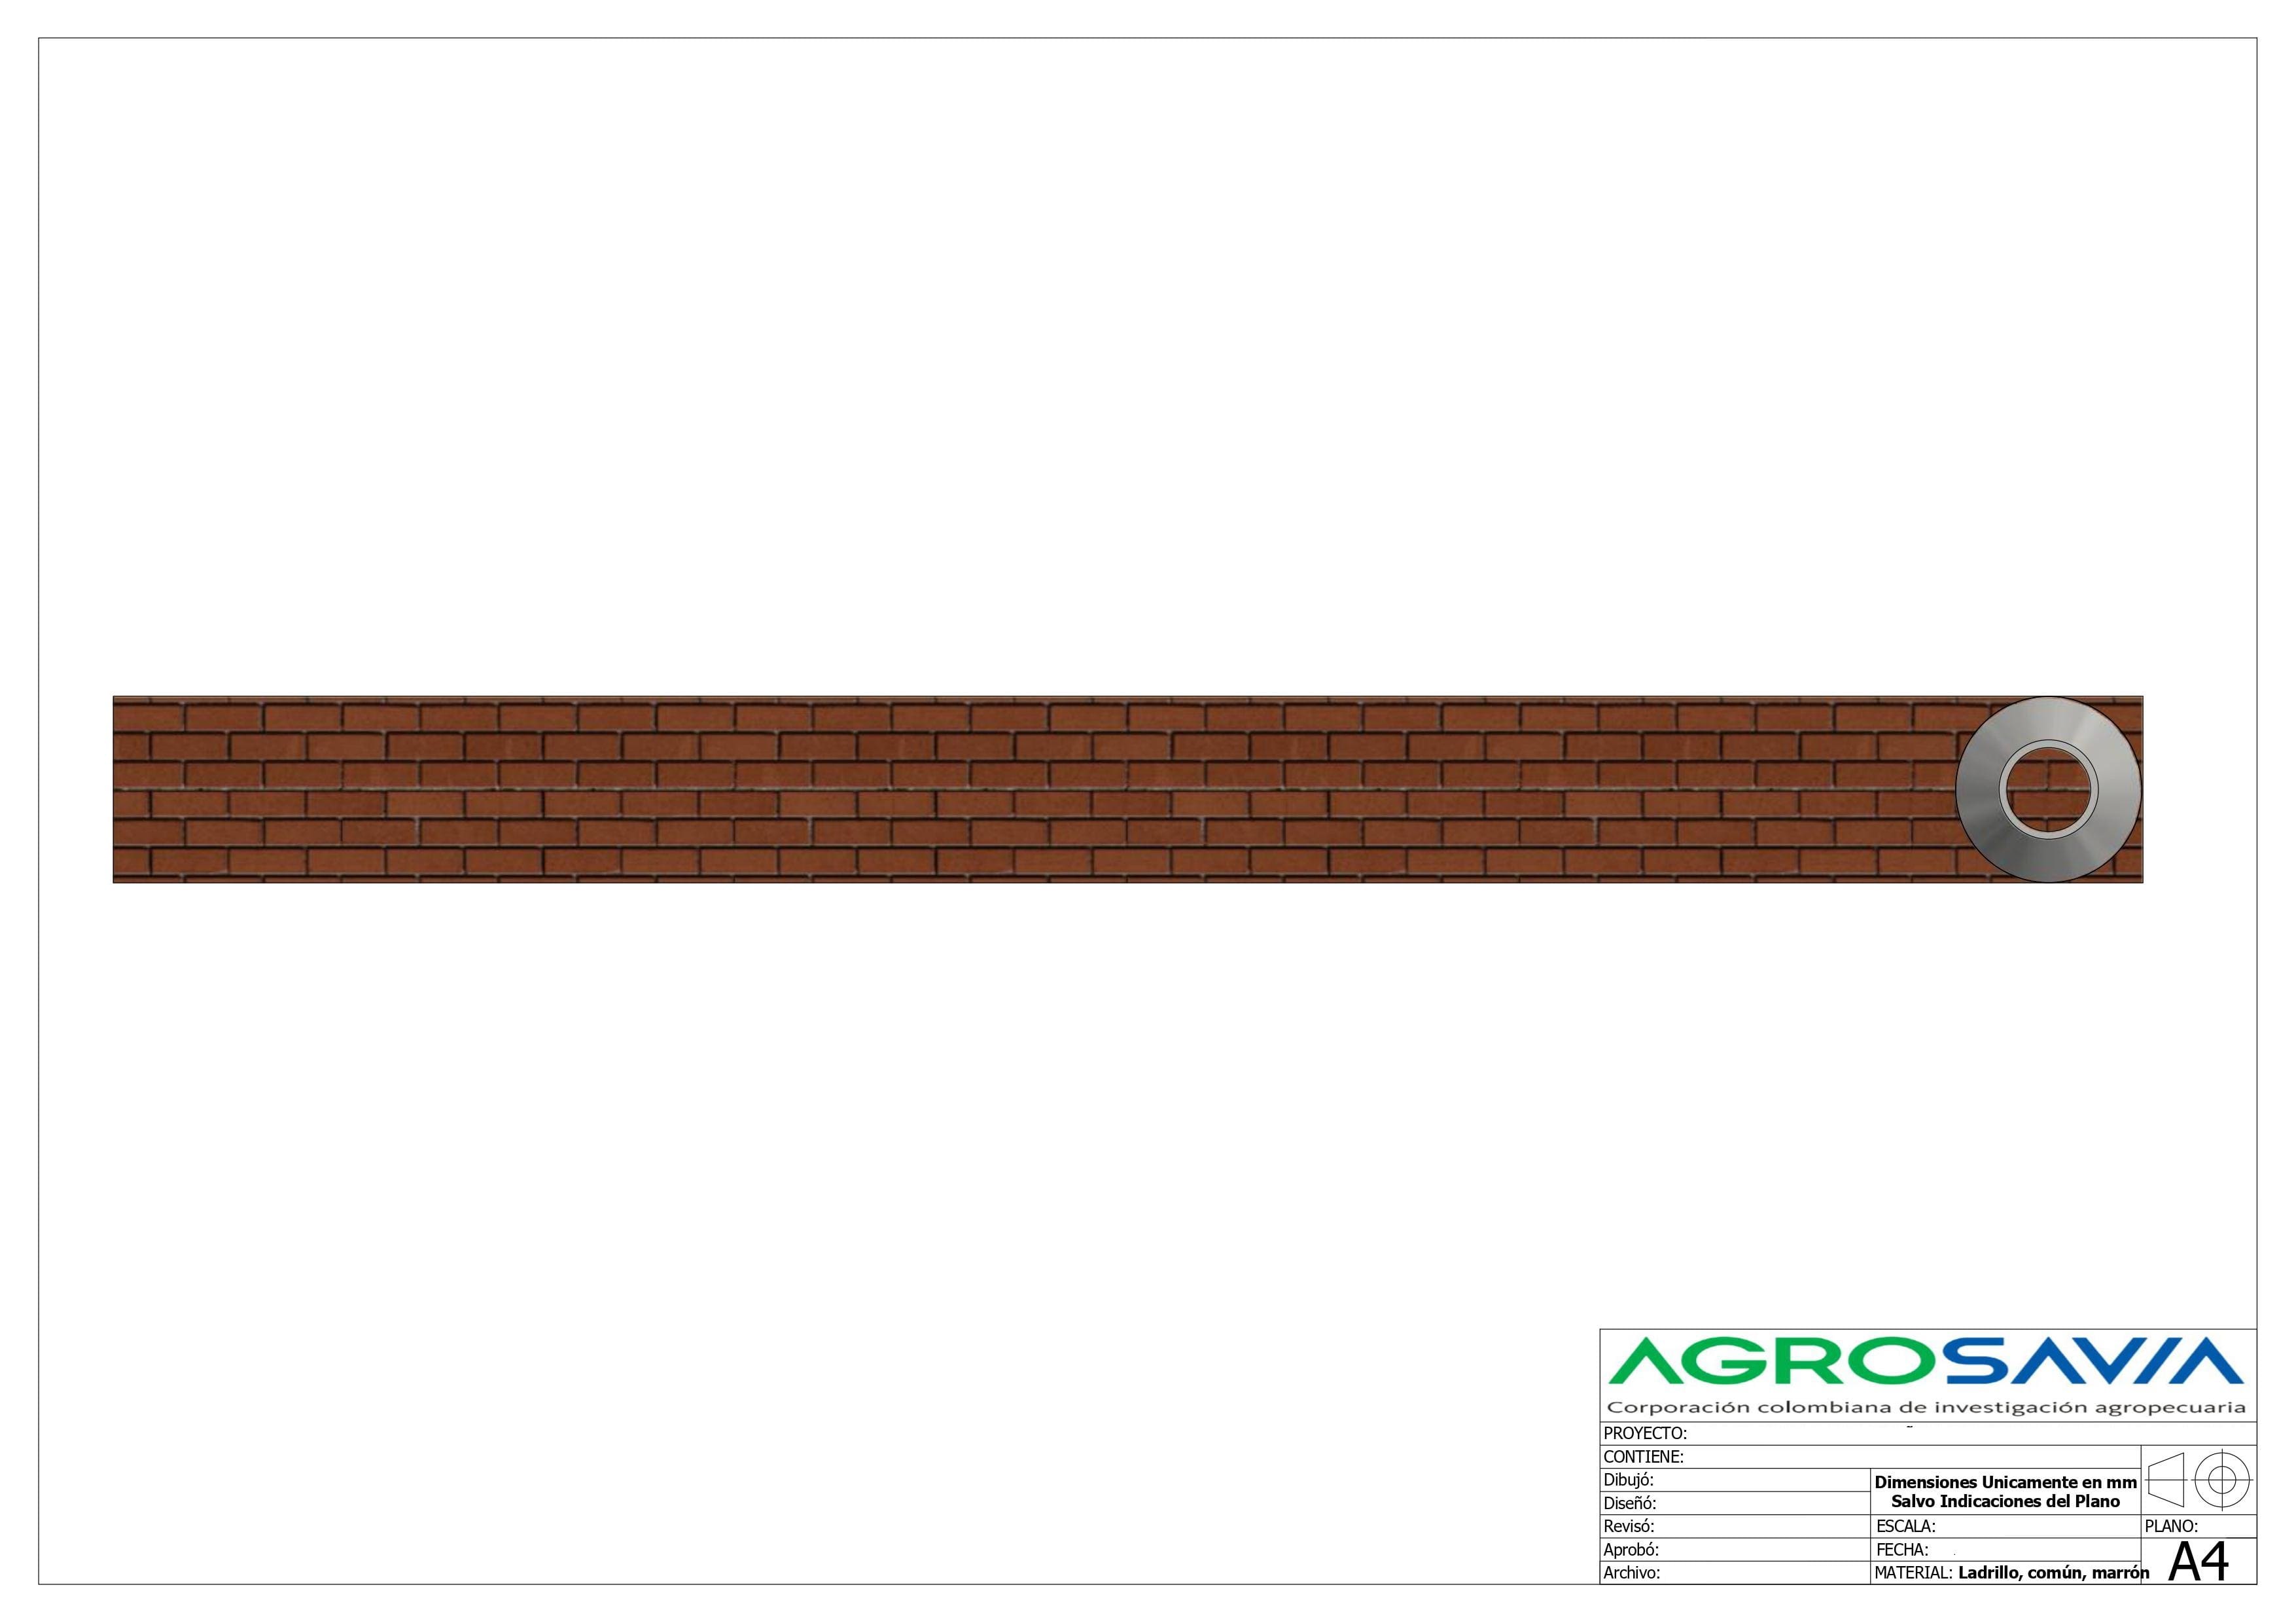 AGROSAVIA
Corporación colombiana de investigación agropecuaria
PROYECTO:
CONTIENE:
Dibujó:
Diseñó:
Dimensiones Unicamente en mm
Salvo Indicaciones del Plano
Revisó:
ESCALA:
PLANO:
Aprobó:
FECHA:
A4
Archivo:
MATERIAL: Ladrillo, común, marrón